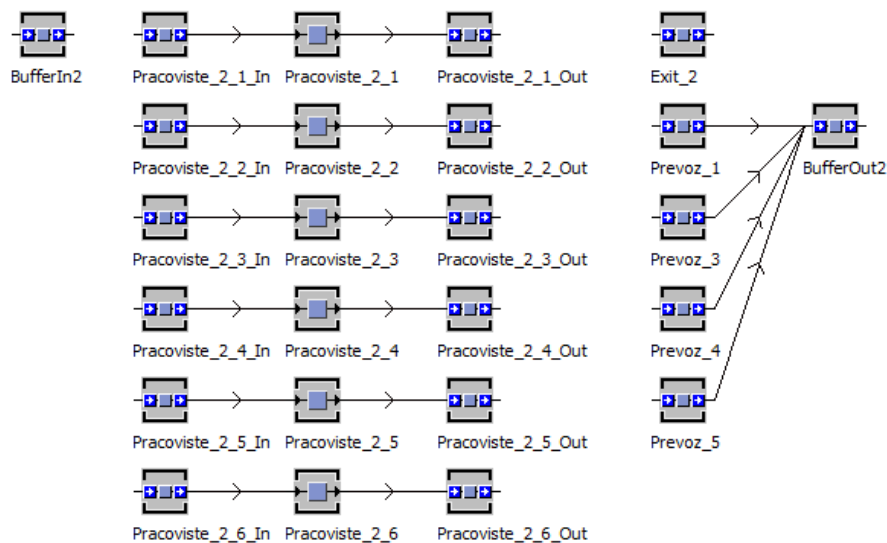 BufferIn2 Pracoviste_2_1_In Pracoviste_2_1 Pracoviste_2_1_Out Exit_2
Pracoviste_2_2_In Pracoviste_2_2 Pracoviste_2_2_Out Prevoz_1 BufferOut2
Pracoviste_2_3_In Pracoviste_2_3 Pracoviste_2_3_Out Prevoz_3
Pracoviste_2_4_In Pracoviste_2_4 Pracoviste_2_4_Out Prevoz_4
Pracoviste_2_5_In Pracoviste_2_5 Pracoviste_2_5_Out Prevoz_5
Pracoviste_2_6_In Pracoviste_2_6 Pracoviste_2_6_Out